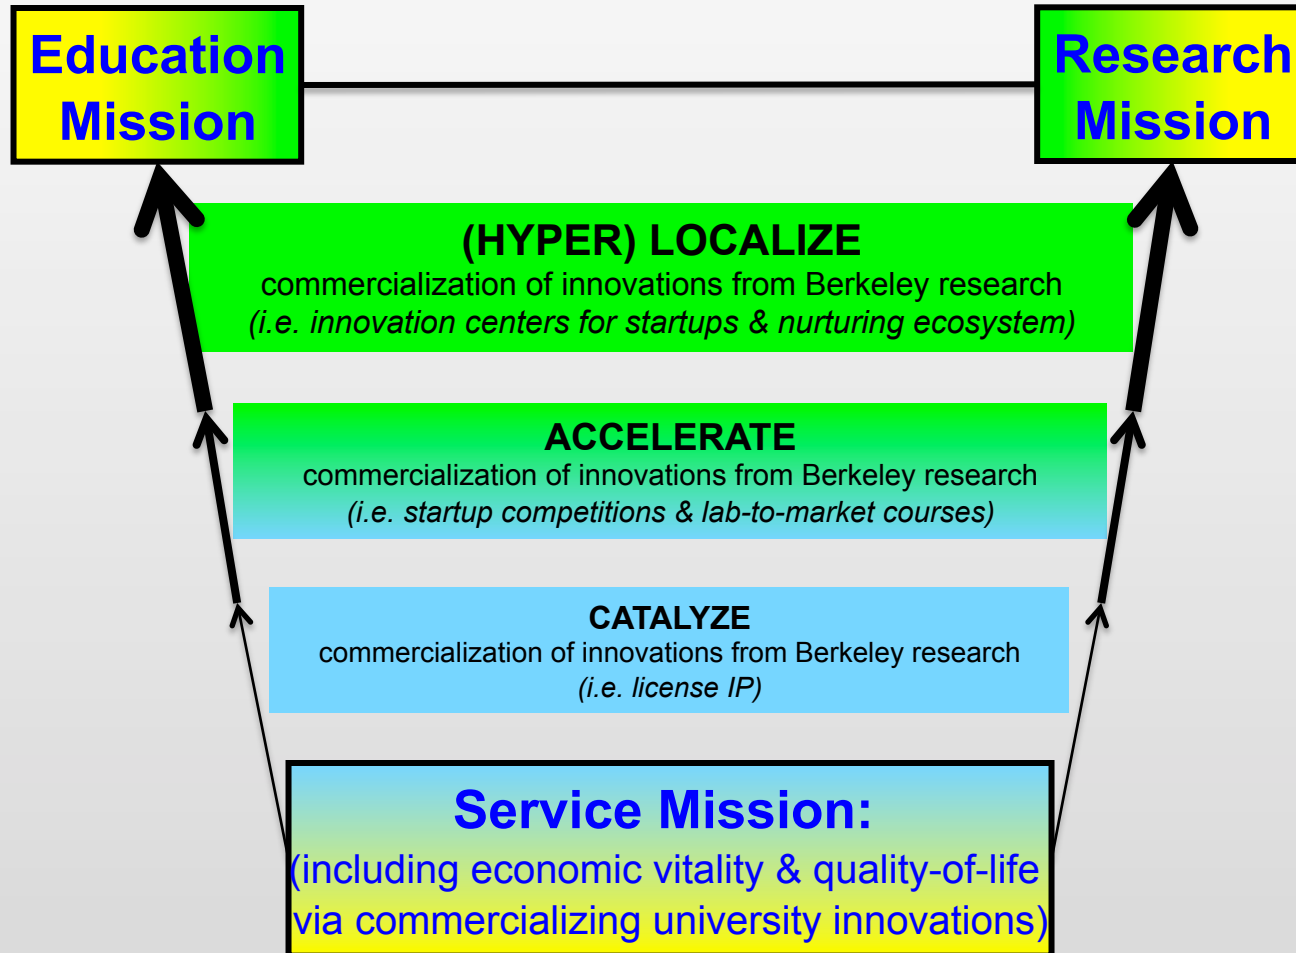 Education
Mission
Research
Mission
(HYPER) LOCALIZE
commercialization of innovations from Berkeley research
(i.e. innovation centers for startups & nurturing ecosystem)
ACCELERATE
commercialization of innovations from Berkeley research
(i.e. startup competitions & lab-to-market courses)
CATALYZE
commercialization of innovations from Berkeley research
(i.e. license IP)
Service Mission:
(including economic vitality & quality-of-life
via commercializing university innovations)